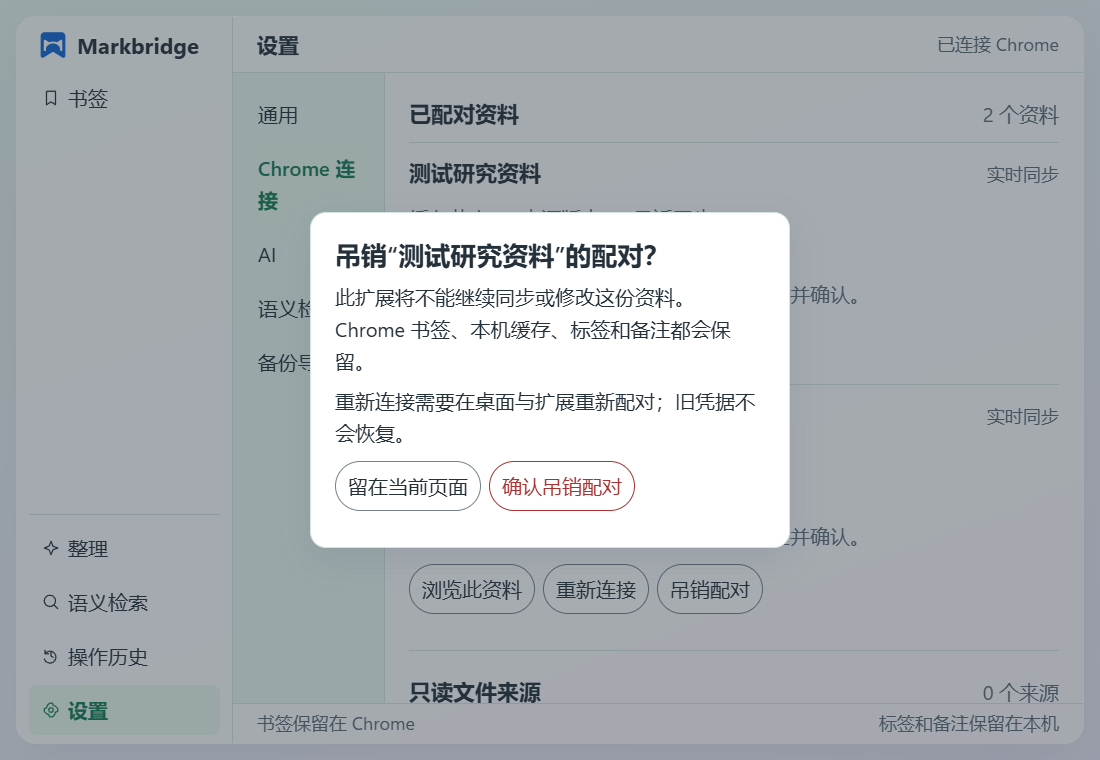 Markbridge
书签
整理
语义检索
操作历史
设置
设置
已连接 Chrome
通用
Chrome 连
接
AI
语义检
备份导
已配对资料
2 个资料
测试研究资料
实时同步
并确认。
实时同步
并确认。
浏览此资料
重新连接
吊销配对
只读文件来源
0 个来源
书签保留在 Chrome
标签和备注保留在本机
吊销“测试研究资料”的配对？
此扩展将不能继续同步或修改这份资料。
Chrome 书签、本机缓存、标签和备注都会保
留。
重新连接需要在桌面与扩展重新配对；旧凭据不
会恢复。
留在当前页面
确认吊销配对